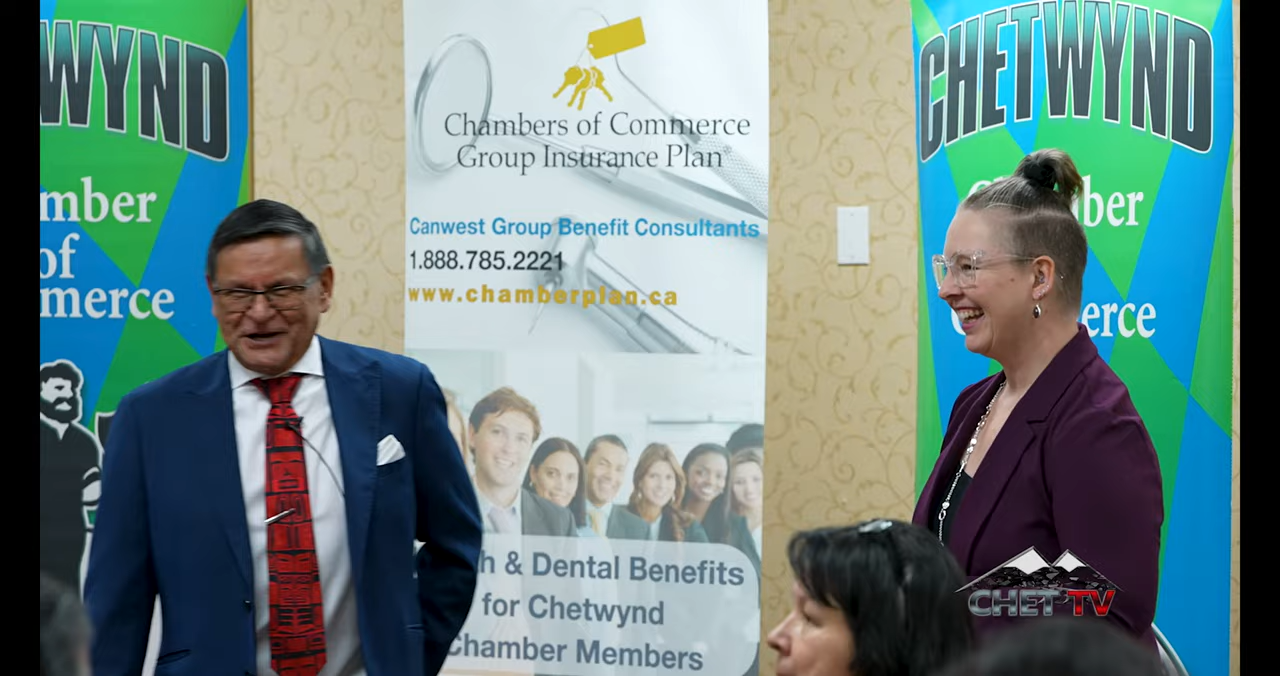 WYND
mber
of
merce
Chambers of Commerce
Group Insurance Plan
Canwest Group Benefit Consultants
1.888.785.2221
www.chamberplan.ca
h & Dental Benefits
for Chetwynd
Chamber Members
CHETWYND
ber
erce
CHET TV